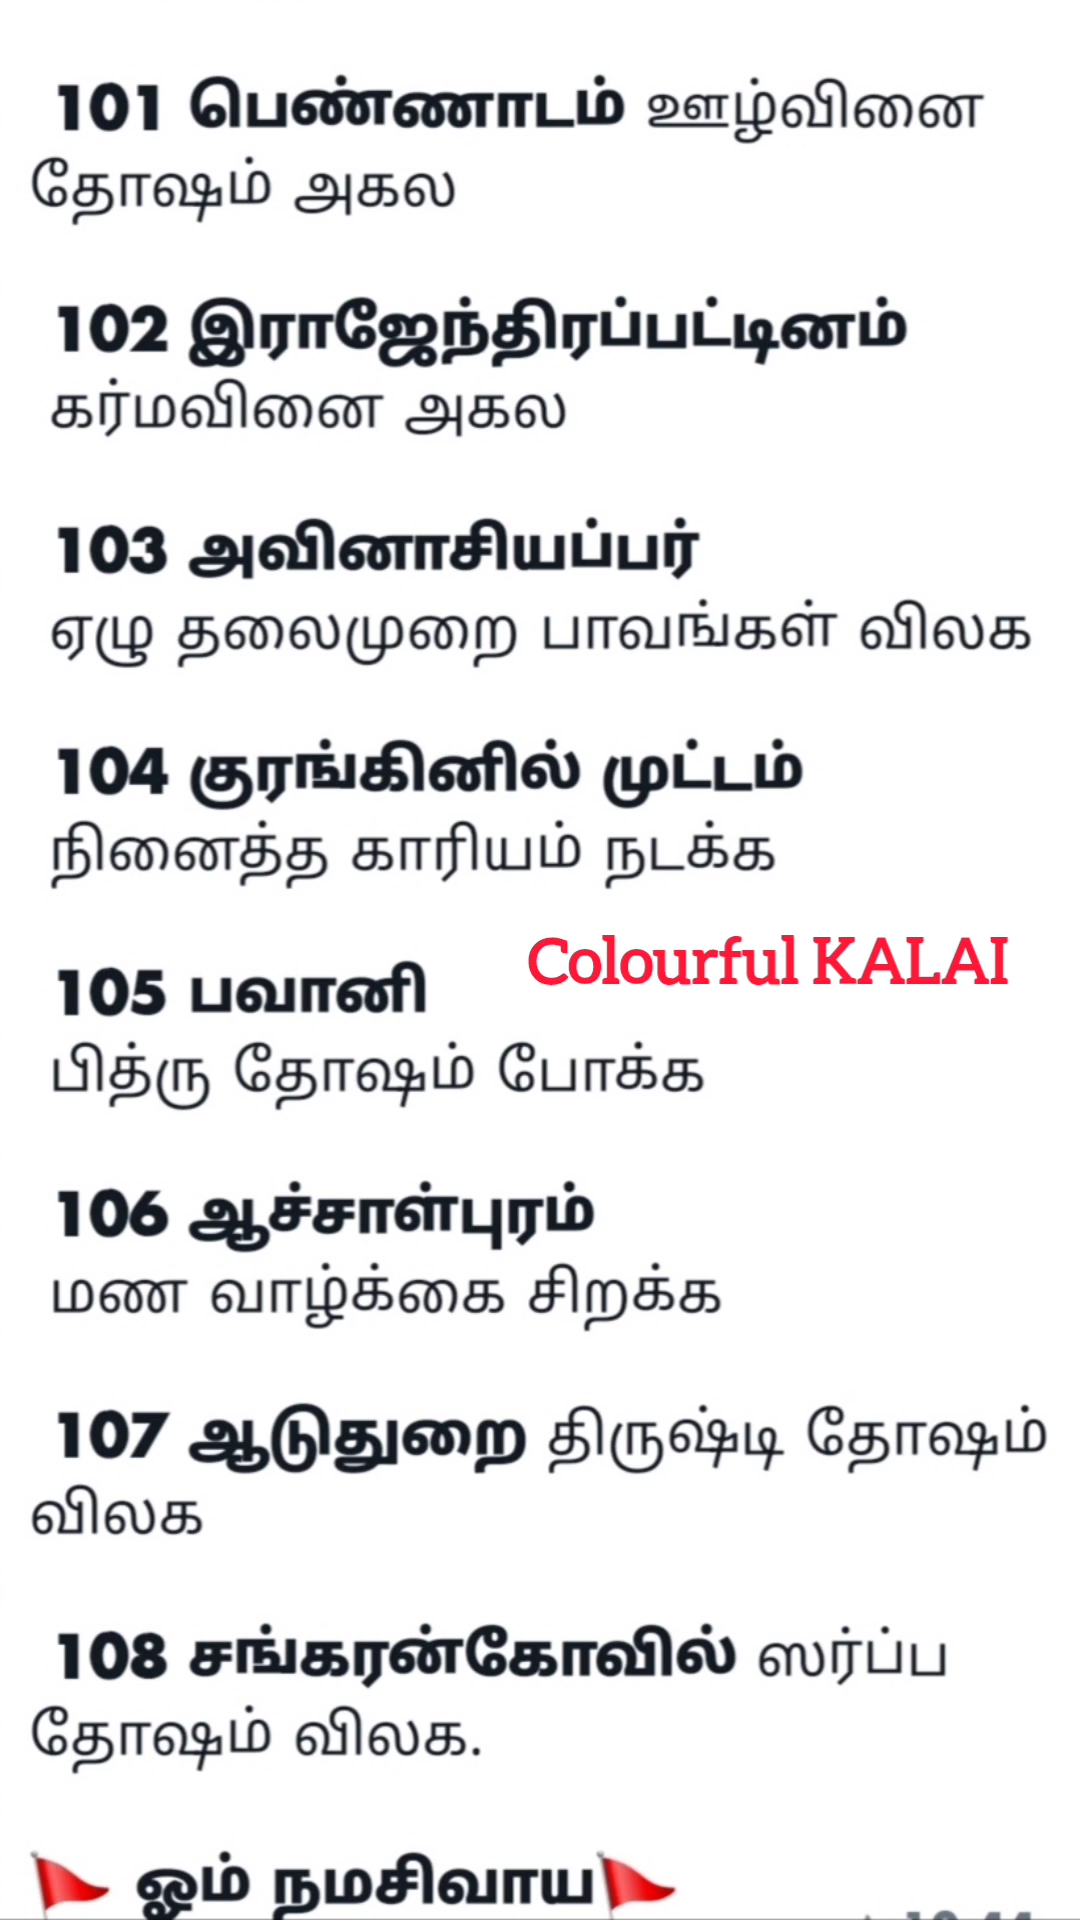 101 பெண்ணாடம் ஊழ்வினை
தோஷம் அகல
102 இராஜேந்திரப்பட்டினம்
கர்மவினை அகல
103 அவினாசியப்பர்
ஏழு தலைமுறை பாவங்கள் விலக
104 குரங்கினில் முட்டம்
நினைத்த காரியம் நடக்க
Colourful KALAI
105 பவானி
பித்ரு தோஷம் போக்க
106 ஆச்சாள்புரம்
மண வாழ்க்கை சிறக்க
107 ஆடுதுறை திருஷ்டி தோஷம்
விலக
108 சங்கரன்கோவில் ஸர்ப்ப
தோஷம் விலக.
🚩 ஓம் நமசிவாய🚩